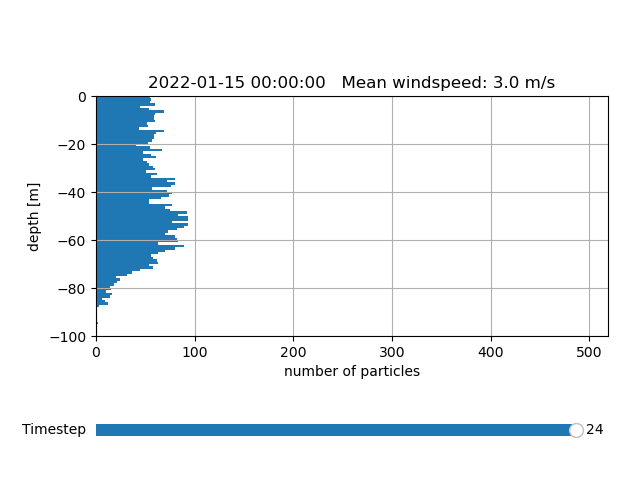 2022-01-15 00:00:00   Mean windspeed: 3.0 m/s
0
−20
−40
−60
−80
−100
depth [m]
0 100 200 300 400 500
number of particles
Timestep 24